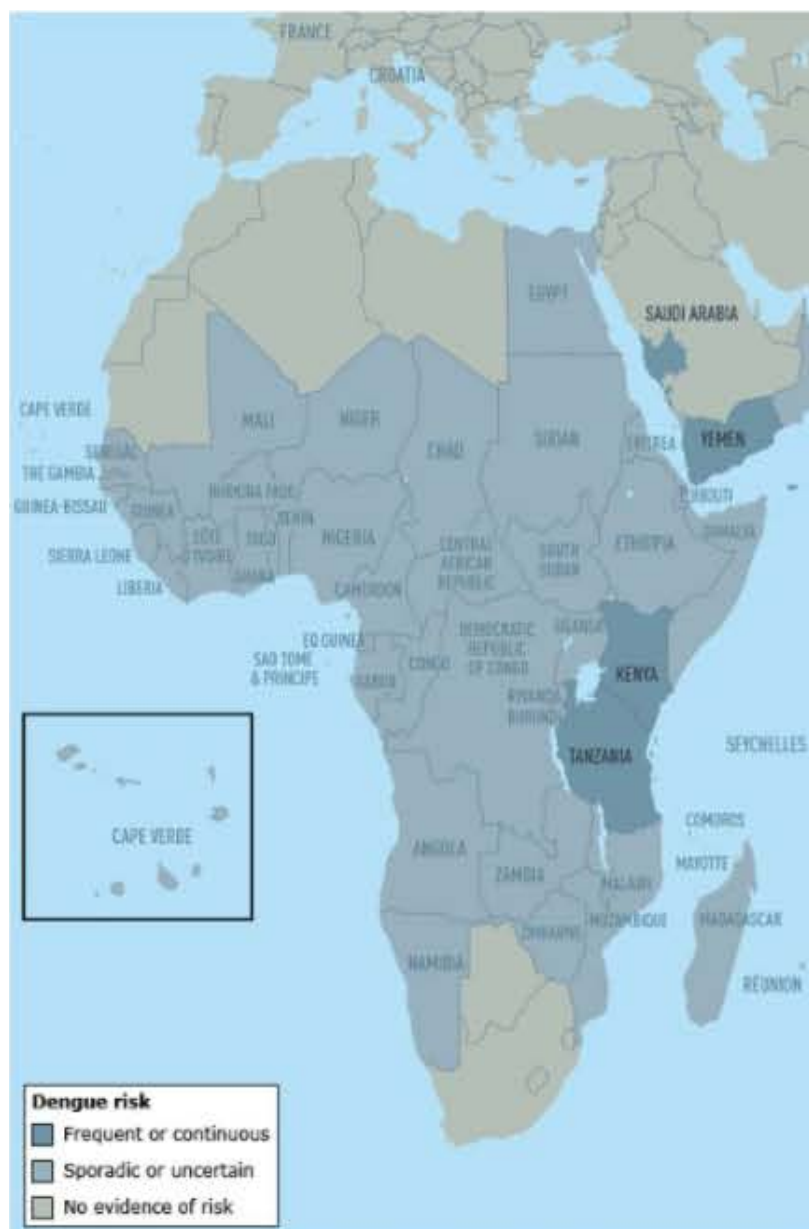 FRANCE
CROATIA
EGYPT
SAUDI ARABIA
CAPE VERDE
MALI
NIGER
CHAD
SUDAN
ERITREA
YEMEN
SENEGAL
THE GAMBIA
BURKINA FASO
DJIBOUTI
GUINEA-BISSAU
GUINEA
BENIN
NIGERIA
ETHIOPIA
SOMALIA
SIERRA LEONE
CÔTE
D'IVOIRE
TOGO
CENTRAL
AFRICAN
REPUBLIC
SOUTH
SUDAN
LIBERIA
GHANA
CAMEROON
EQ GUINEA
DEMOCRATIC
REPUBLIC
OF CONGO
UGANDA
SAO TOME
& PRINCIPE
CONGO
GABON
KENYA
RWANDA
BURUNDI
TANZANIA
SEYCHELLES
CAPE VERDE
COMOROS
ANGOLA
ZAMBIA
MALAWI
MAYOTTE
MOZAMBIQUE
MADAGASCAR
ZIMBABWE
NAMIBIA
RÉUNION
Dengue risk
Frequent or continuous
Sporadic or uncertain
No evidence of risk